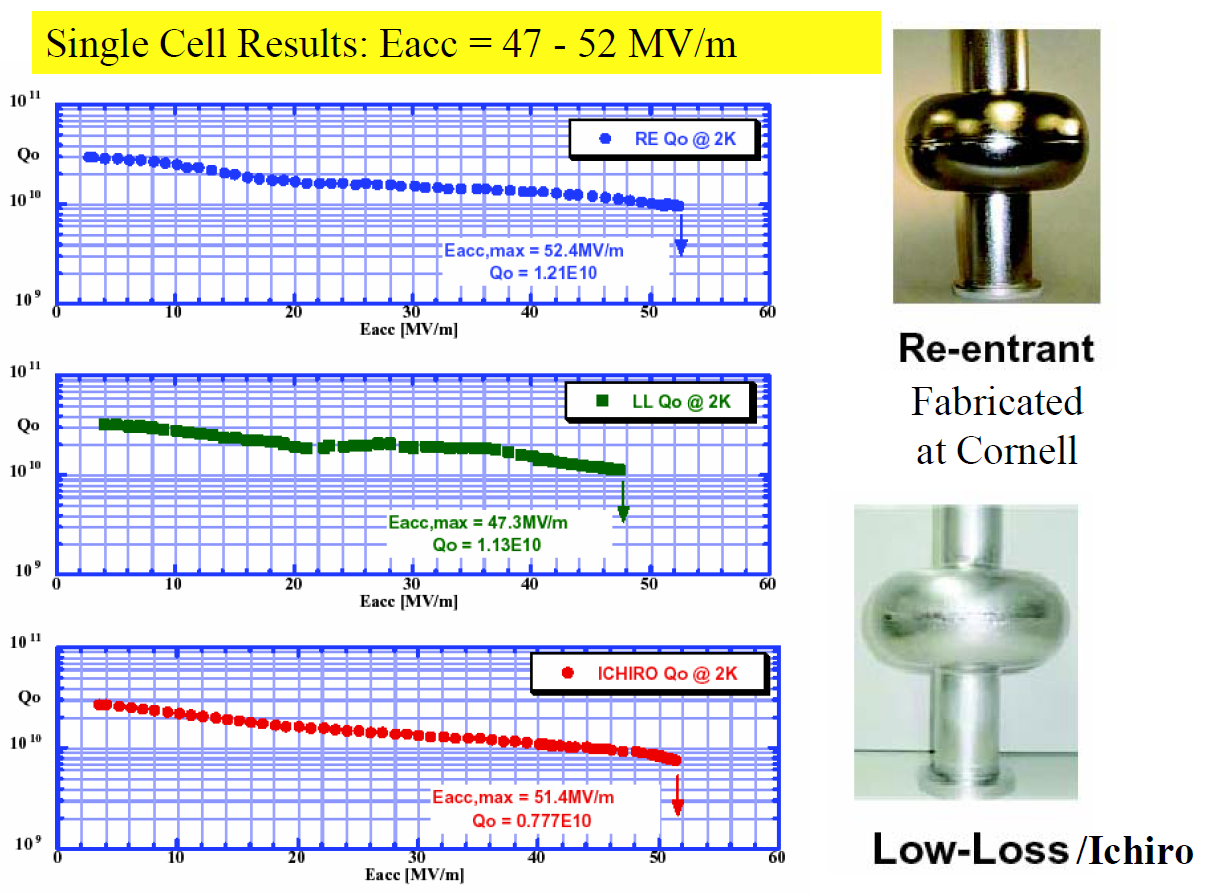 Single Cell Results: Eacc = 47 - 52 MV/m
10^11
Qo
10^10
10^9
RE Qo @ 2K
Eacc,max = 52.4MV/m
Qo = 1.21E10
0 10 20 30 40 50 60
Eacc [MV/m]
10^11
Qo
10^10
10^9
LL Qo @ 2K
Eacc,max = 47.3MV/m
Qo = 1.13E10
0 10 20 30 40 50 60
Eacc [MV/m]
10^11
Qo
10^10
10^9
ICHIRO Qo @ 2K
Eacc,max = 51.4MV/m
Qo = 0.777E10
0 10 20 30 40 50 60
Eacc [MV/m]
Re-entrant
Fabricated
at Cornell
Low-Loss /Ichiro